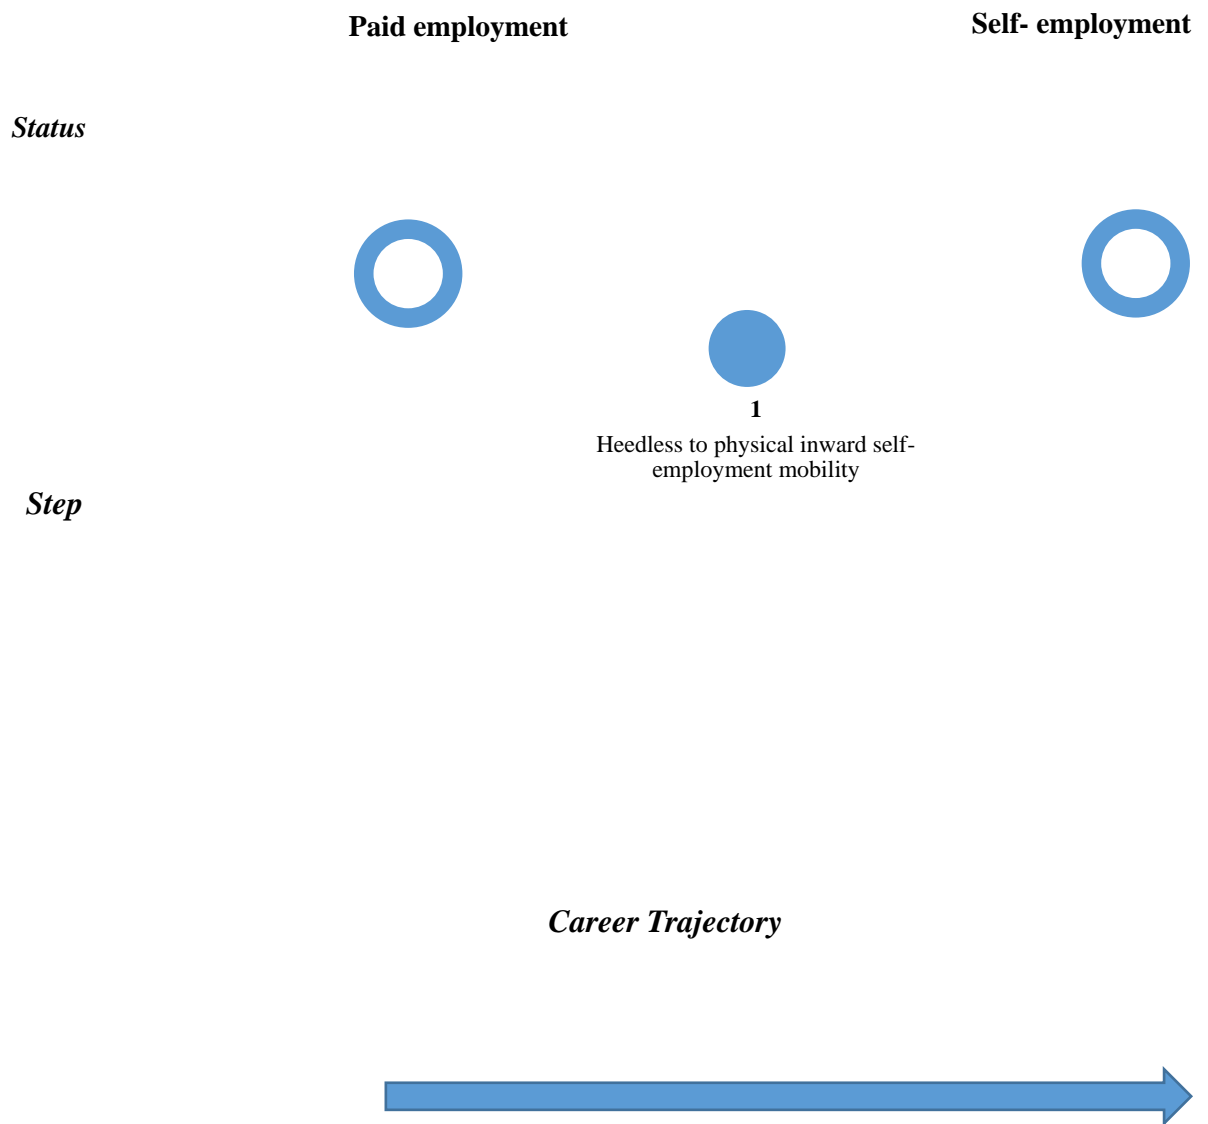 Paid employment
Self- employment
Status
1
Heedless to physical inward self-
employment mobility
Step
Career Trajectory